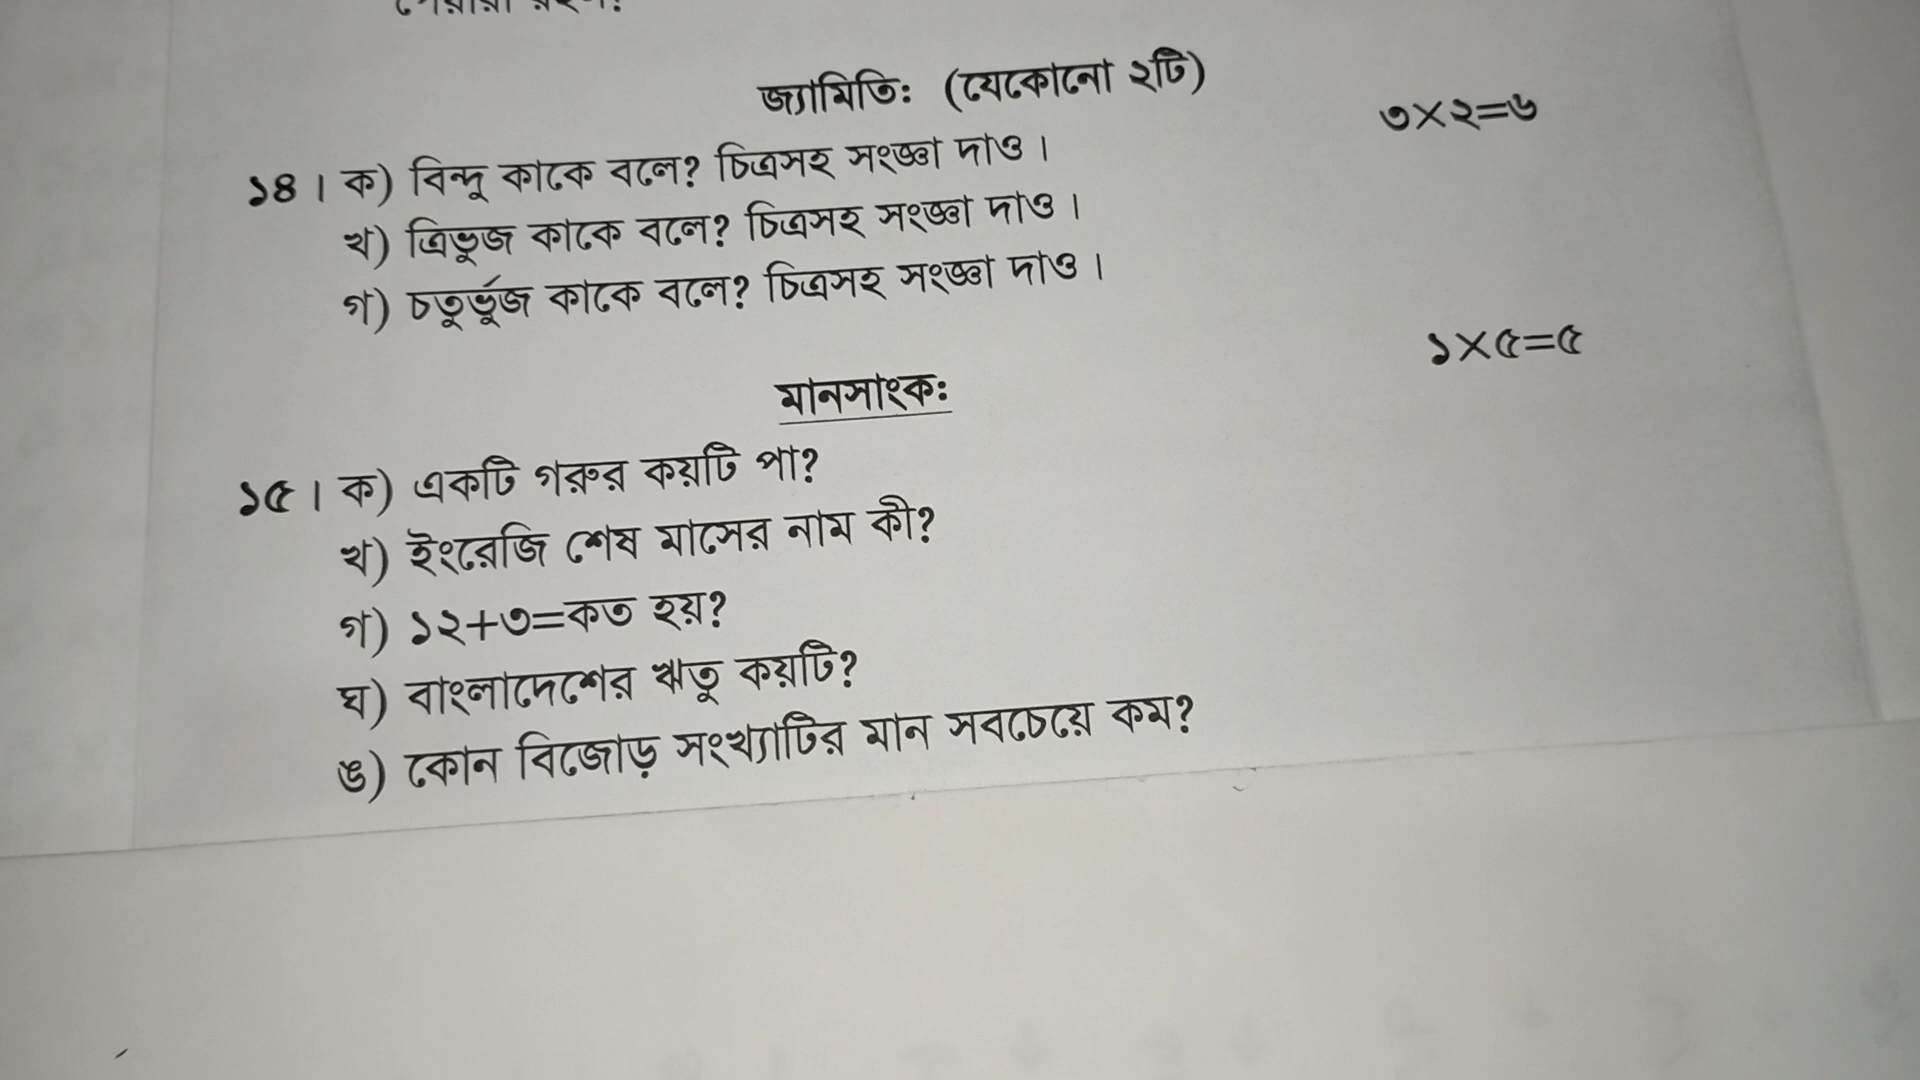 জ্যামিতিঃ (যেকোনো ২টি)
৩×২=৬
১৪। ক) বিন্দু কাকে বলে? চিত্রসহ সংজ্ঞা দাও।
খ) ত্রিভূজ কাকে বলে? চিত্রসহ সংজ্ঞা দাও।
গ) চতুর্ভূজ কাকে বলে? চিত্রসহ সংজ্ঞা দাও।
১×৫=৫
মানসাংকঃ
১৫। ক) একটি গরুর কয়টি পা?
খ) ইংরেজি শেষ মাসের নাম কী?
গ) ১২+৩=কত হয়?
ঘ) বাংলাদেশের ঋতু কয়টি?
ঙ) কোন বিজোড় সংখ্যাটির মান সবচেয়ে কম?